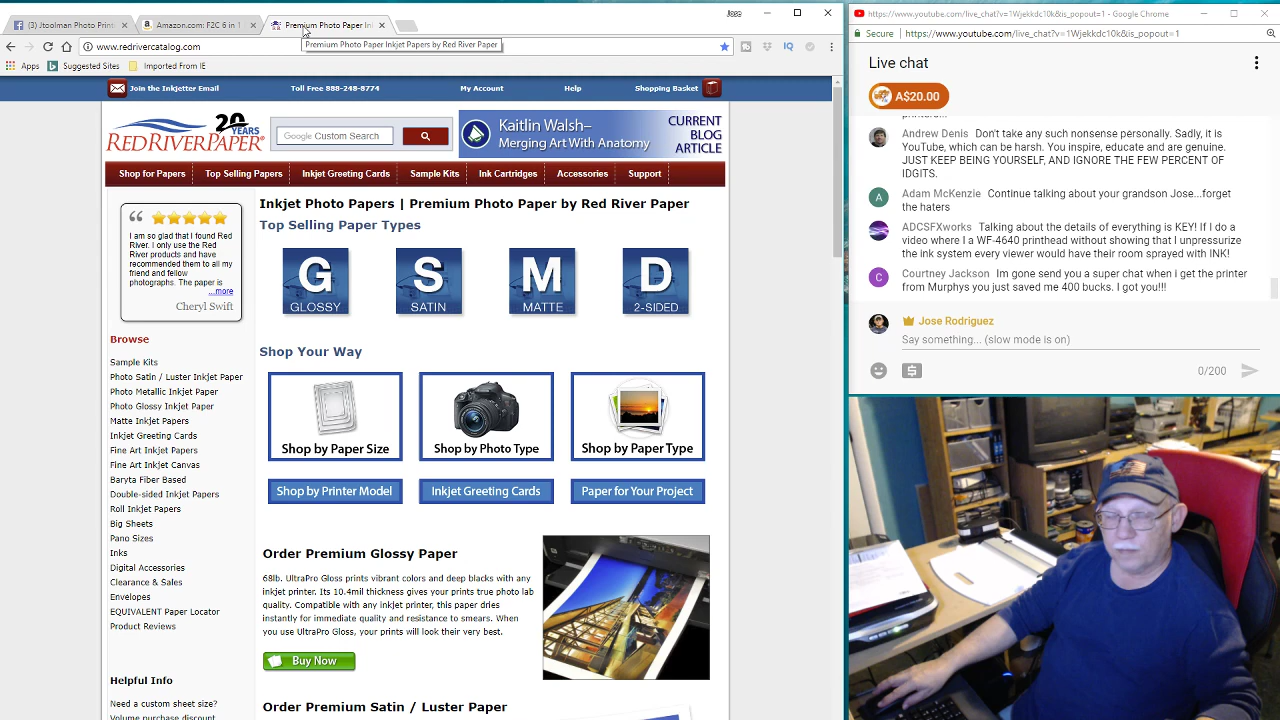 (3) Jtoolman Photo Print
Amazon.com: F2C 6 in 1
Premium Photo Paper In
Jose
www.redrivercatalog.com
Premium Photo Paper Inkjet Papers by Red River Paper
Apps
Suggested Sites
Imported From IE
Join the Inkjetter Email
Toll Free 888-248-8774
My Account
Help
Shopping Basket
20 YEARS
RED RIVER PAPER
Google Custom Search
Kaitlin Walsh–
Merging Art With Anatomy
CURRENT
BLOG
ARTICLE
Shop for Papers
Top Selling Papers
Inkjet Greeting Cards
Sample Kits
Ink Cartridges
Accessories
Support
I am so glad that I found Red
River. I only use the Red
River products and have
recommended them to all my
friend and fellow
photographs. The paper is
...more
Cheryl Swift
Browse
Sample Kits
Photo Satin / Luster Inkjet Paper
Photo Metallic Inkjet Paper
Photo Glossy Inkjet Paper
Matte Inkjet Papers
Inkjet Greeting Cards
Fine Art Inkjet Papers
Fine Art Inkjet Canvas
Baryta Fiber Based
Double-sided Inkjet Papers
Roll Inkjet Papers
Big Sheets
Pano Sizes
Inks
Digital Accessories
Clearance & Sales
Envelopes
EQUIVALENT Paper Locator
Product Reviews
Helpful Info
Need a custom sheet size?
Volume purchase discount
Inkjet Photo Papers | Premium Photo Paper by Red River Paper
Top Selling Paper Types
G
GLOSSY
S
SATIN
M
MATTE
D
2-SIDED
Shop Your Way
Shop by Paper Size
Shop by Photo Type
Shop by Paper Type
Shop by Printer Model
Inkjet Greeting Cards
Paper for Your Project
Order Premium Glossy Paper
68lb. UltraPro Gloss prints vibrant colors and deep blacks with any
inkjet printer. Its 10.4mil thickness gives your prints true photo lab
quality. Compatible with any inkjet printer, this paper dries
instantly for immediate quality and resistance to smears. When
you use UltraPro Gloss, your prints will look their very best.
Buy Now
Order Premium Satin / Luster Paper
https://www.youtube.com/live_chat?v=1Wjekkdc10k&is_popout=1 - Google Chrome
Secure
https://www.youtube.com/live_chat?v=1Wjekkdc10k&is_popout=1
Live chat
A$20.00
Andrew Denis Don't take any such nonsense personally. Sadly, it is
YouTube, which can be harsh. You inspire, educate and are genuine.
JUST KEEP BEING YOURSELF, AND IGNORE THE FEW PERCENT OF
IDGITS.
A
Adam McKenzie Continue talking about your grandson Jose...forget
the haters
ADCSFXworks Talking about the details of everything is KEY! If I do a
video where I a WF-4640 printhead without showing that I unpressurize
the ink system every viewer would have their room sprayed with INK!
C
Courtney Jackson Im gone send you a super chat when I get the printer
from Murphys you just saved me 400 bucks. I got you!!!
Jose Rodriguez
Say something... (slow mode is on)
0/200